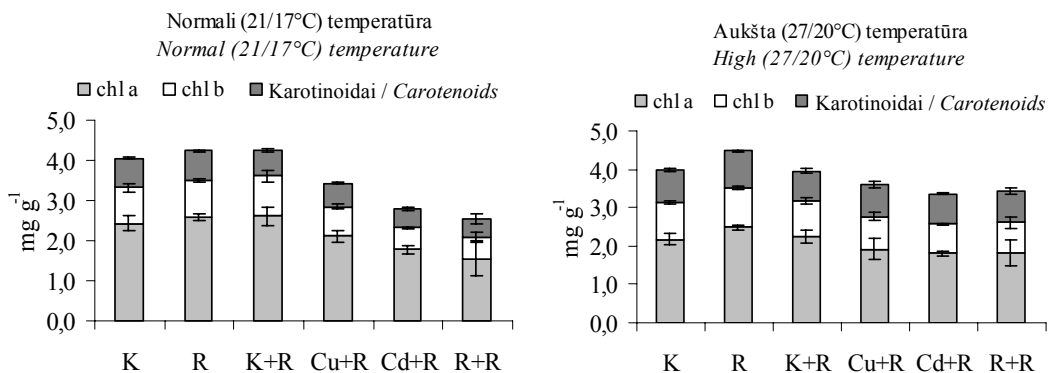 Normali (21/17°C) temperatūra
Normal (21/17°C) temperature
chl a chl b Karotinoidai / Carotenoids
5,0
4,0
3,0
2,0
1,0
0,0
mg g-1
K R K+R Cu+R Cd+R R+R
Aukšta (27/20°C) temperatūra
High (27/20°C) temperature
chl a chl b Karotinoidai / Carotenoids
5,0
4,0
3,0
2,0
1,0
0,0
mg g-1
K R K+R Cu+R Cd+R R+R